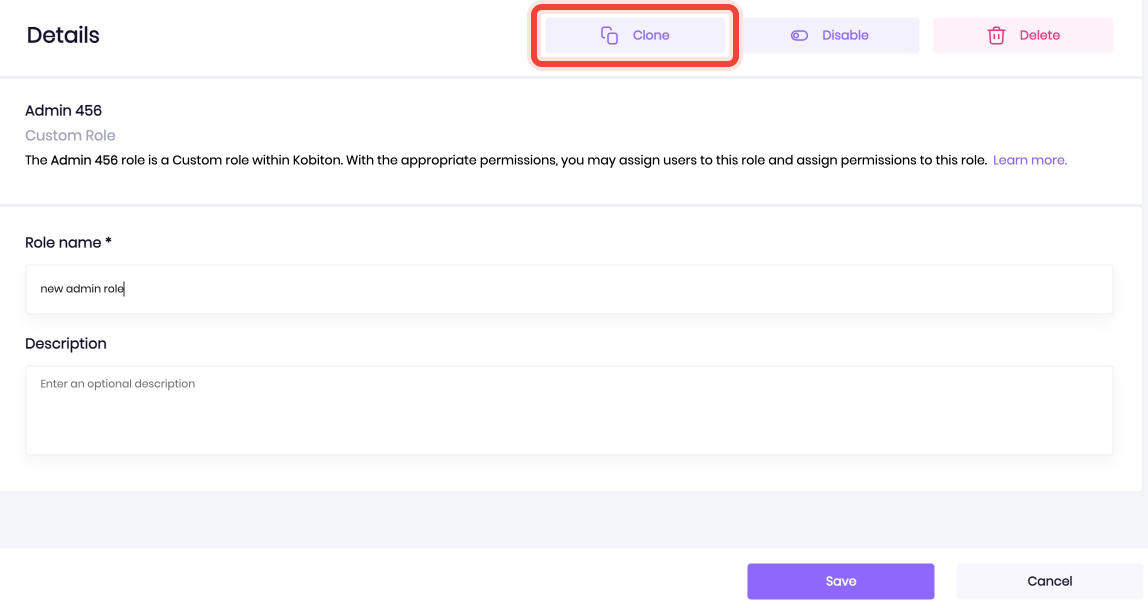 Details
Clone
Disable
Delete
Admin 456
Custom Role
The Admin 456 role is a Custom role within Kobiton. With the appropriate permissions, you may assign users to this role and assign permissions to this role. Learn more.
Role name *
new admin role
Description
Enter an optional description
Save
Cancel